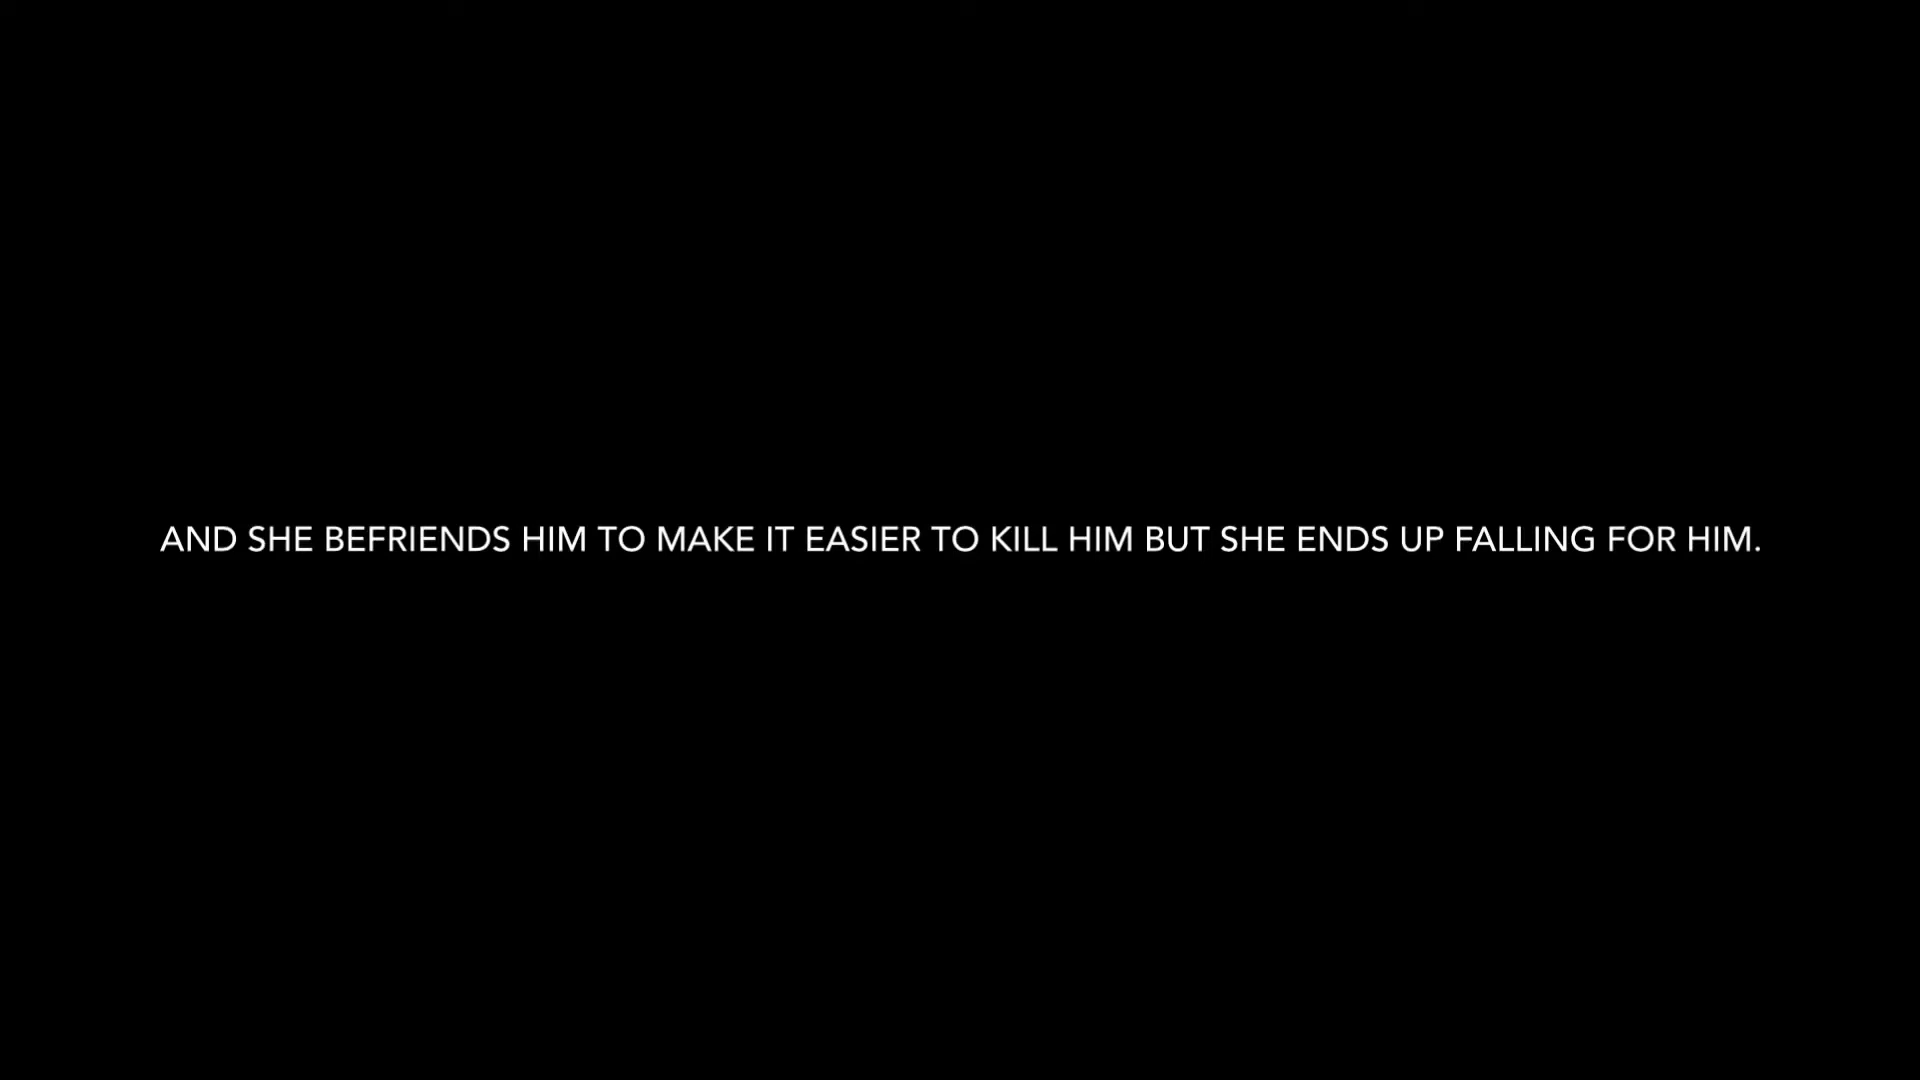 AND SHE BEFRIENDS HIM TO MAKE IT EASIER TO KILL HIM BUT SHE ENDS UP FALLING FOR HIM.